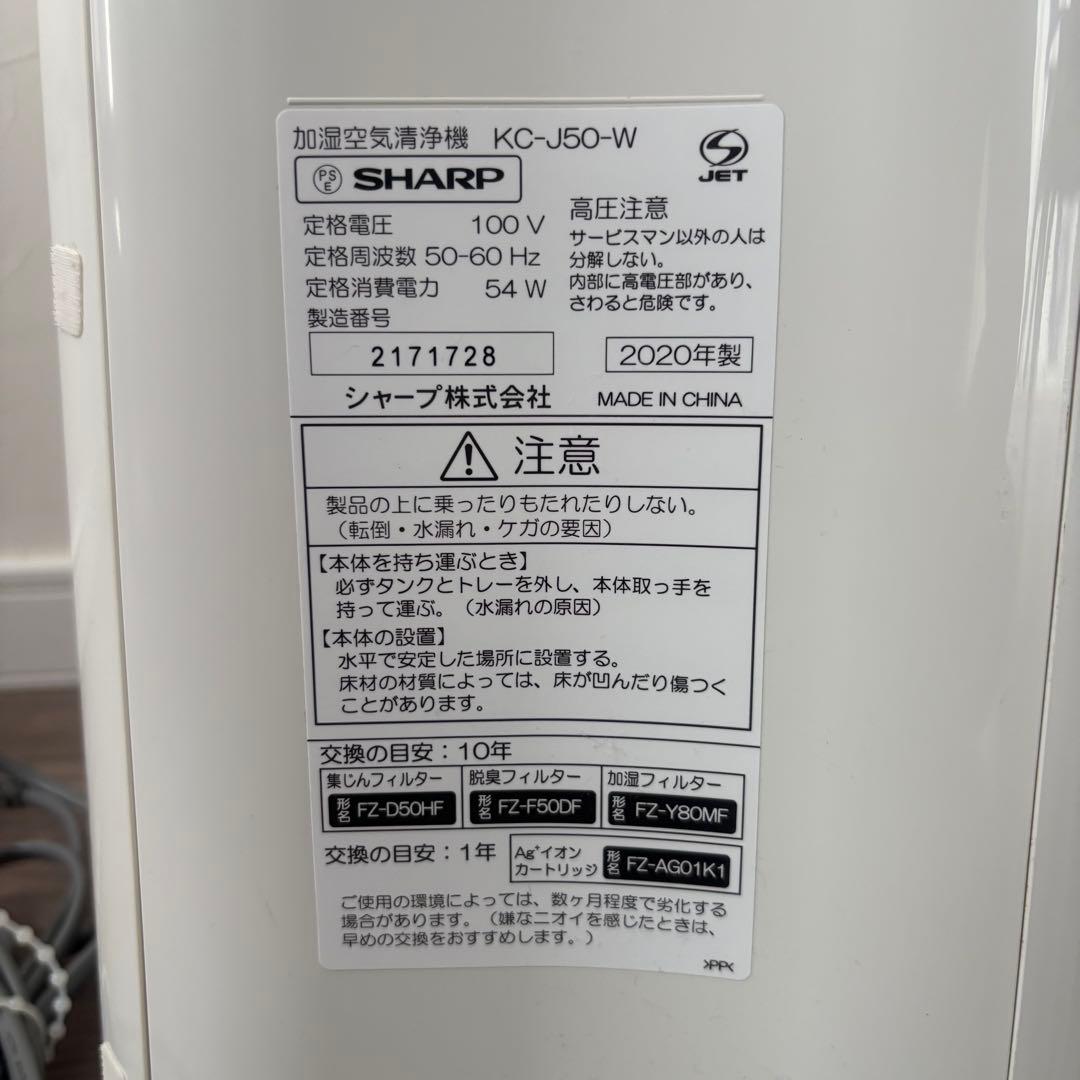 加湿空気清浄機 KC-J50-W
PS E SHARP
JET
定格電圧 100 V
定格周波数 50-60 Hz
定格消費電力 54 W
製造番号
2171728
高圧注意
サービスマン以外の人は
分解しない。
内部に高電圧部があり、
さわると危険です。
2020年製
シャープ株式会社 MADE IN CHINA
注意
製品の上に乗ったりもたれたりしない。
（転倒・水漏れ・ケガの要因）
【本体を持ち運ぶとき】
必ずタンクとトレーを外し、本体取っ手を
持って運ぶ。（水漏れの原因）
【本体の設置】
水平で安定した場所に設置する。
床材の材質によっては、床が凹んだり傷つく
ことがあります。
交換の目安：10年
集じんフィルター
形名 FZ-D50HF
脱臭フィルター
形名 FZ-F50DF
加湿フィルター
形名 FZ-Y80MF
交換の目安：1年
Ag⁺イオン
カートリッジ
形名 FZ-AG01K1
ご使用の環境によっては、数ヶ月程度で劣化する
場合があります。（嫌なニオイを感じたときは、
早めの交換をおすすめします。）
>PP<